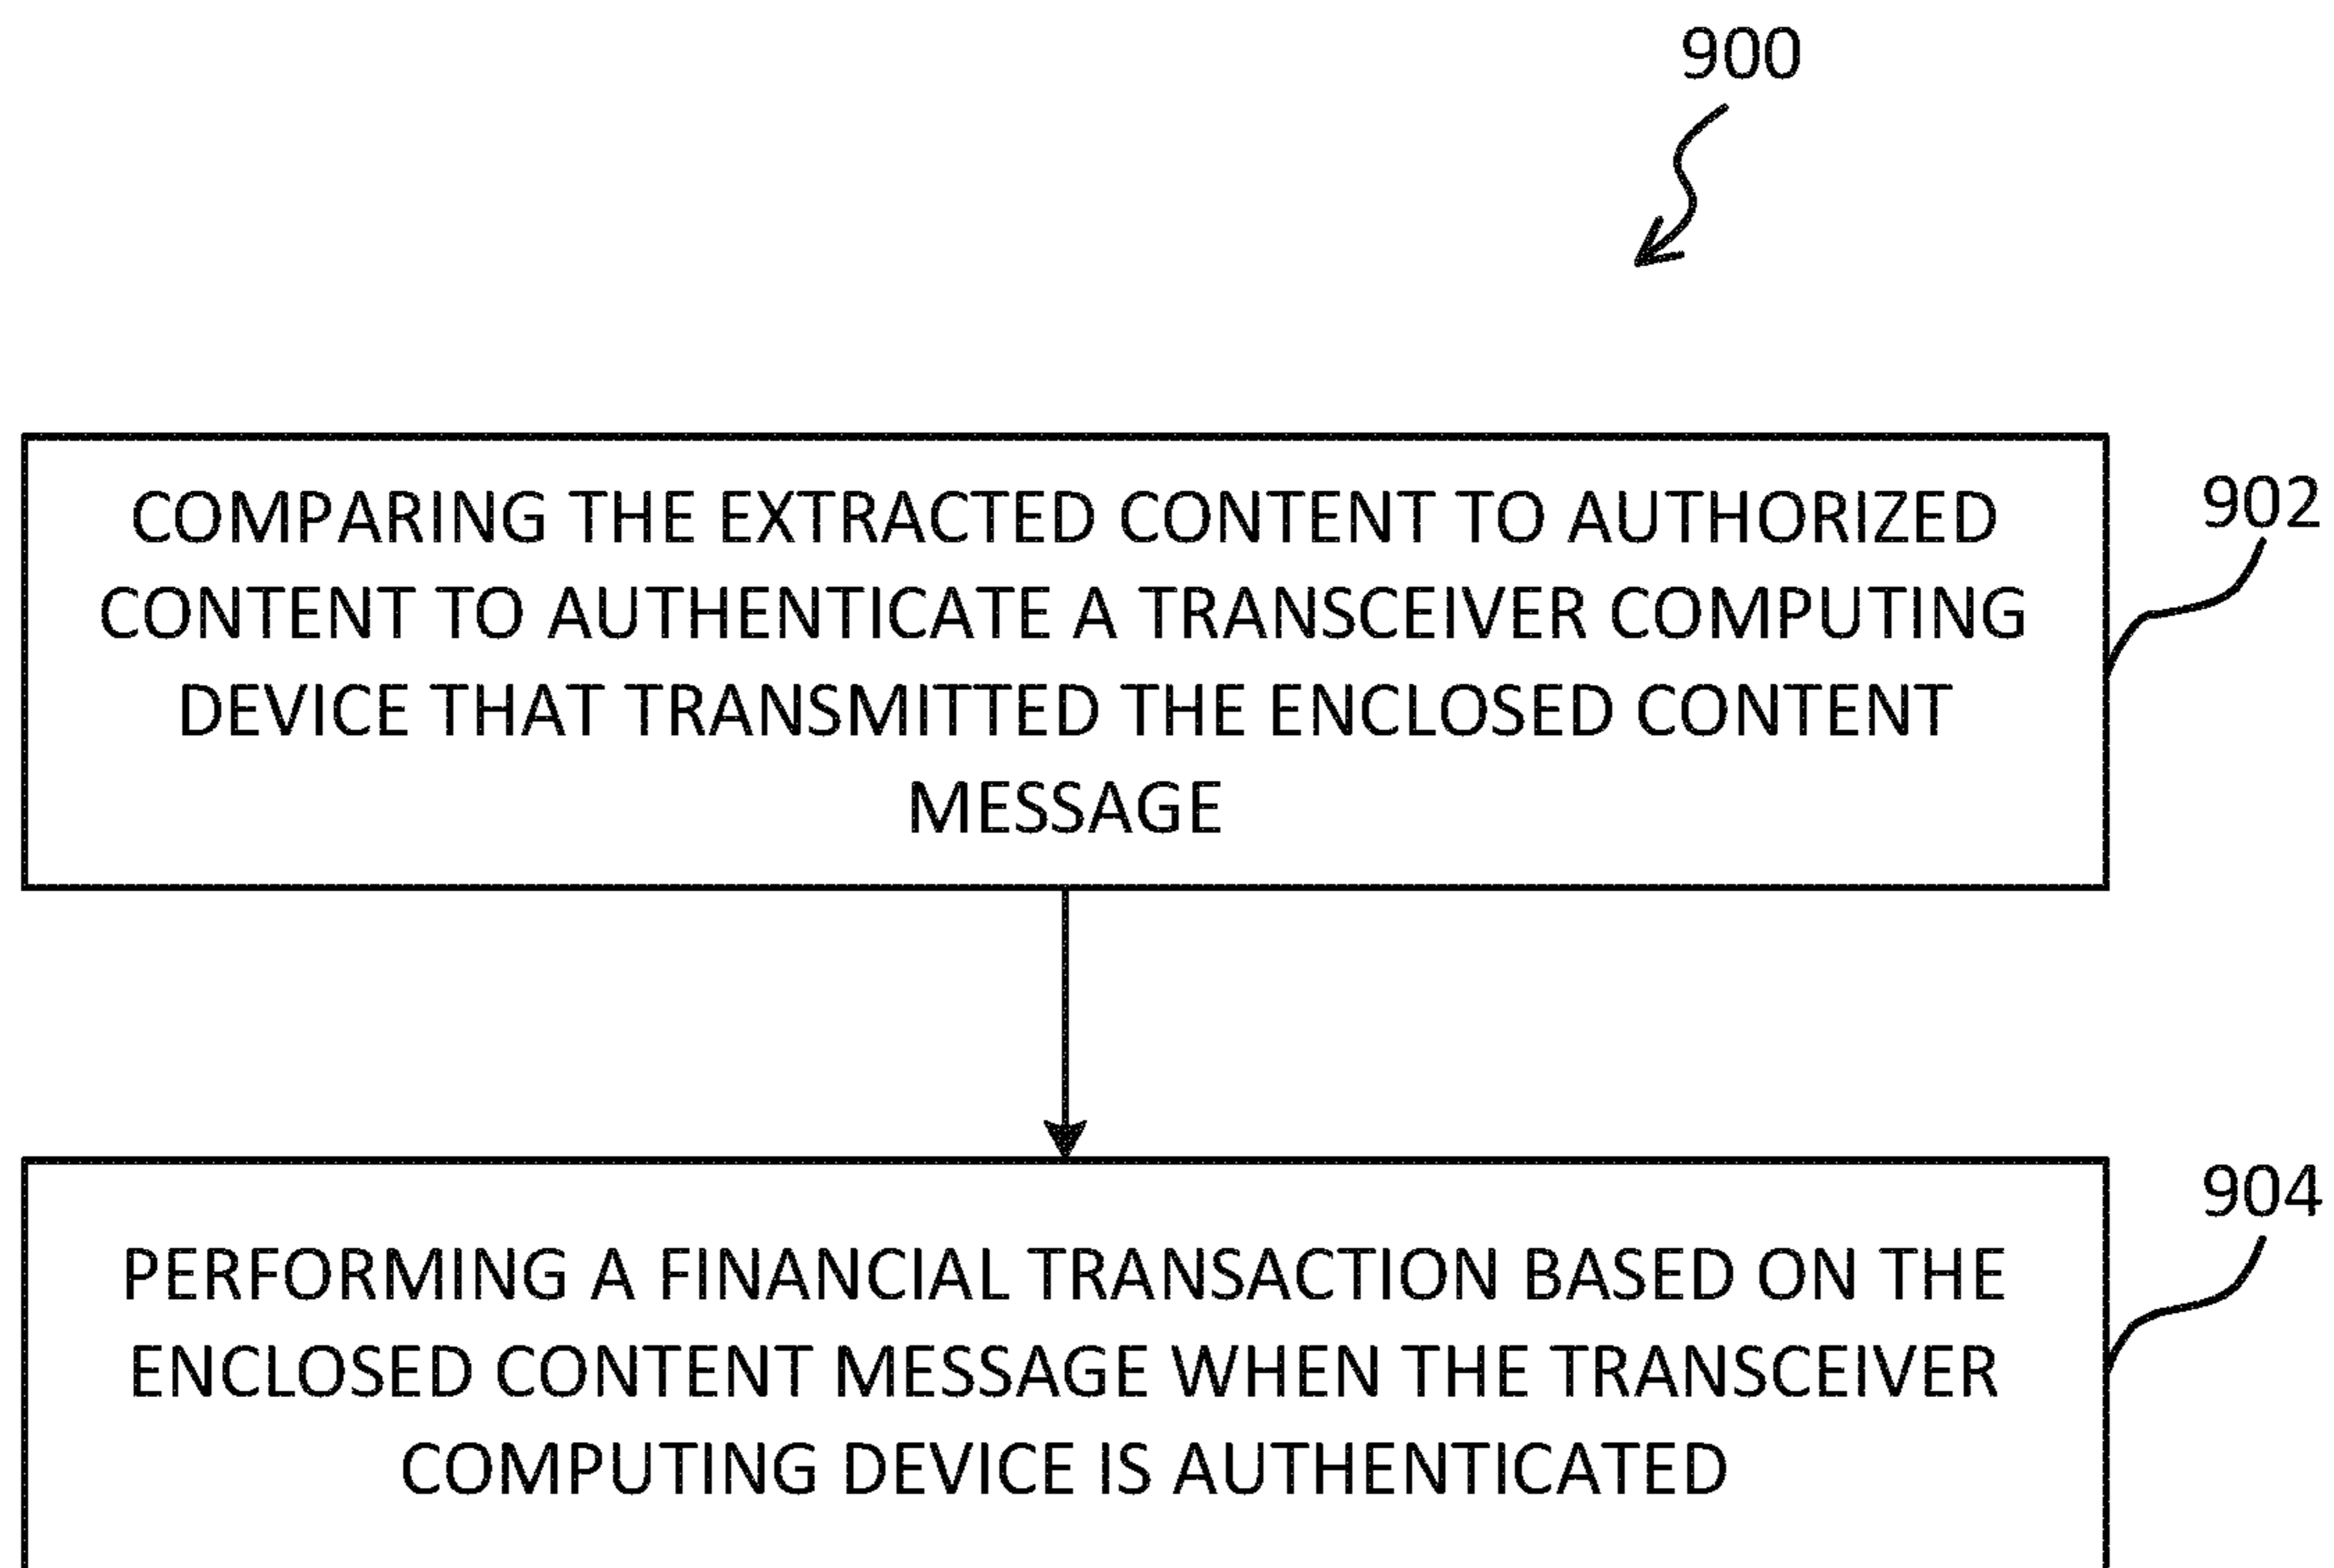 900
COMPARING THE EXTRACTED CONTENT TO AUTHORIZED
CONTENT TO AUTHENTICATE A TRANSCEIVER COMPUTING
DEVICE THAT TRANSMITTED THE ENCLOSED CONTENT
MESSAGE
902
PERFORMING A FINANCIAL TRANSACTION BASED ON THE
ENCLOSED CONTENT MESSAGE WHEN THE TRANSCEIVER
COMPUTING DEVICE IS AUTHENTICATED
904